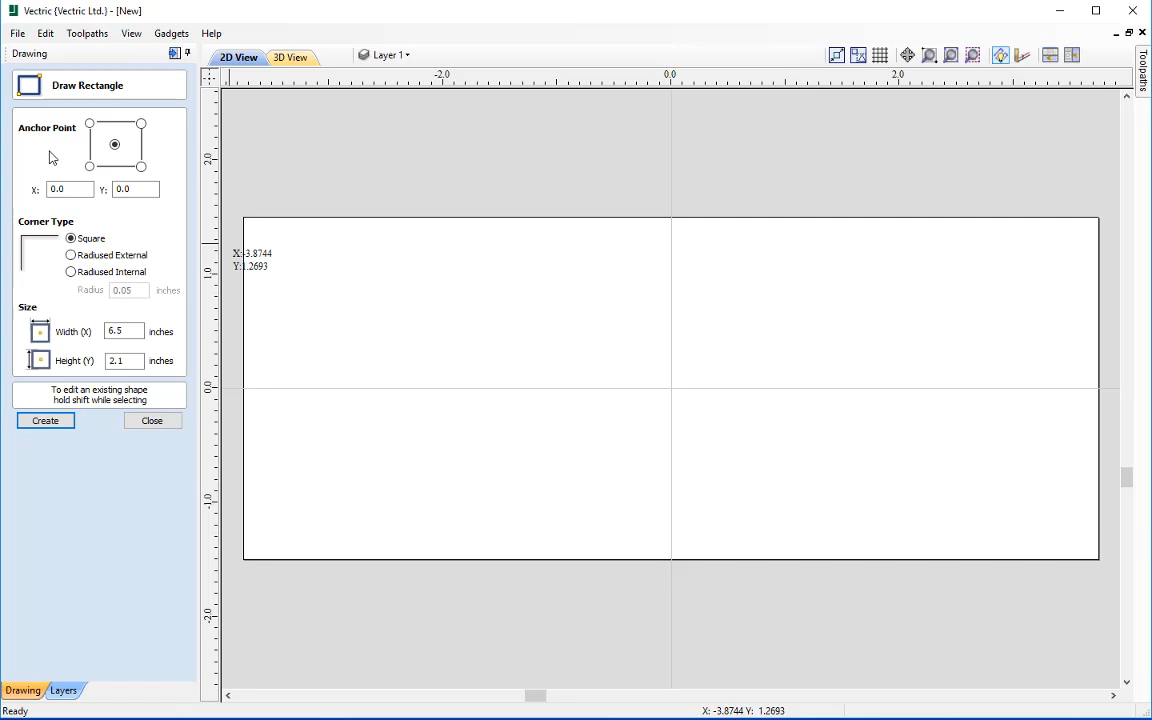 Vectric {Vectric Ltd.} - [New]
File Edit Toolpaths View Gadgets Help
Drawing
2D View 3D View Layer 1
Toolpaths
Draw Rectangle
-2.0 0.0 2.0
Anchor Point
X: 0.0 Y: 0.0
Corner Type
Square
Radiused External
Radiused Internal
Radius 0.05 inches
Size
Width (X) 6.5 inches
Height (Y) 2.1 inches
To edit an existing shape
hold shift while selecting
Create Close
2.0
1.0
0.0
-1.0
-2.0
X:-3.8744
Y:1.2693
Drawing Layers
Ready X: -3.8744 Y: 1.2693